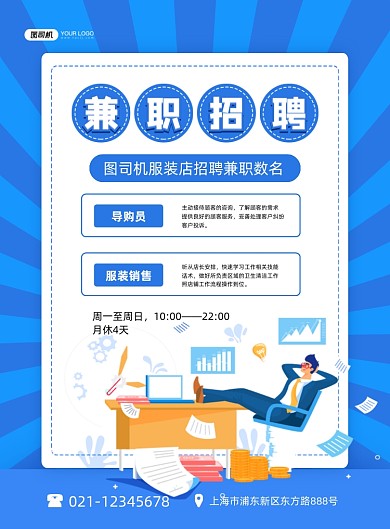 图司机 YOUR LOGO
兼职招聘
图司机服装店招聘兼职数名
导购员
主动接待顾客的咨询，了解顾客的需求
提供良好的顾客服务，妥善处理客户纠纷
客户投诉。
服装销售
听从店长安排，快速学习工作相关技能
话术，做好所负责区域的卫生清洁工作
照店铺工作流程操作到位。
周一至周日，10:00——22:00
月休4天
021-12345678
上海市浦东新区东方路888号